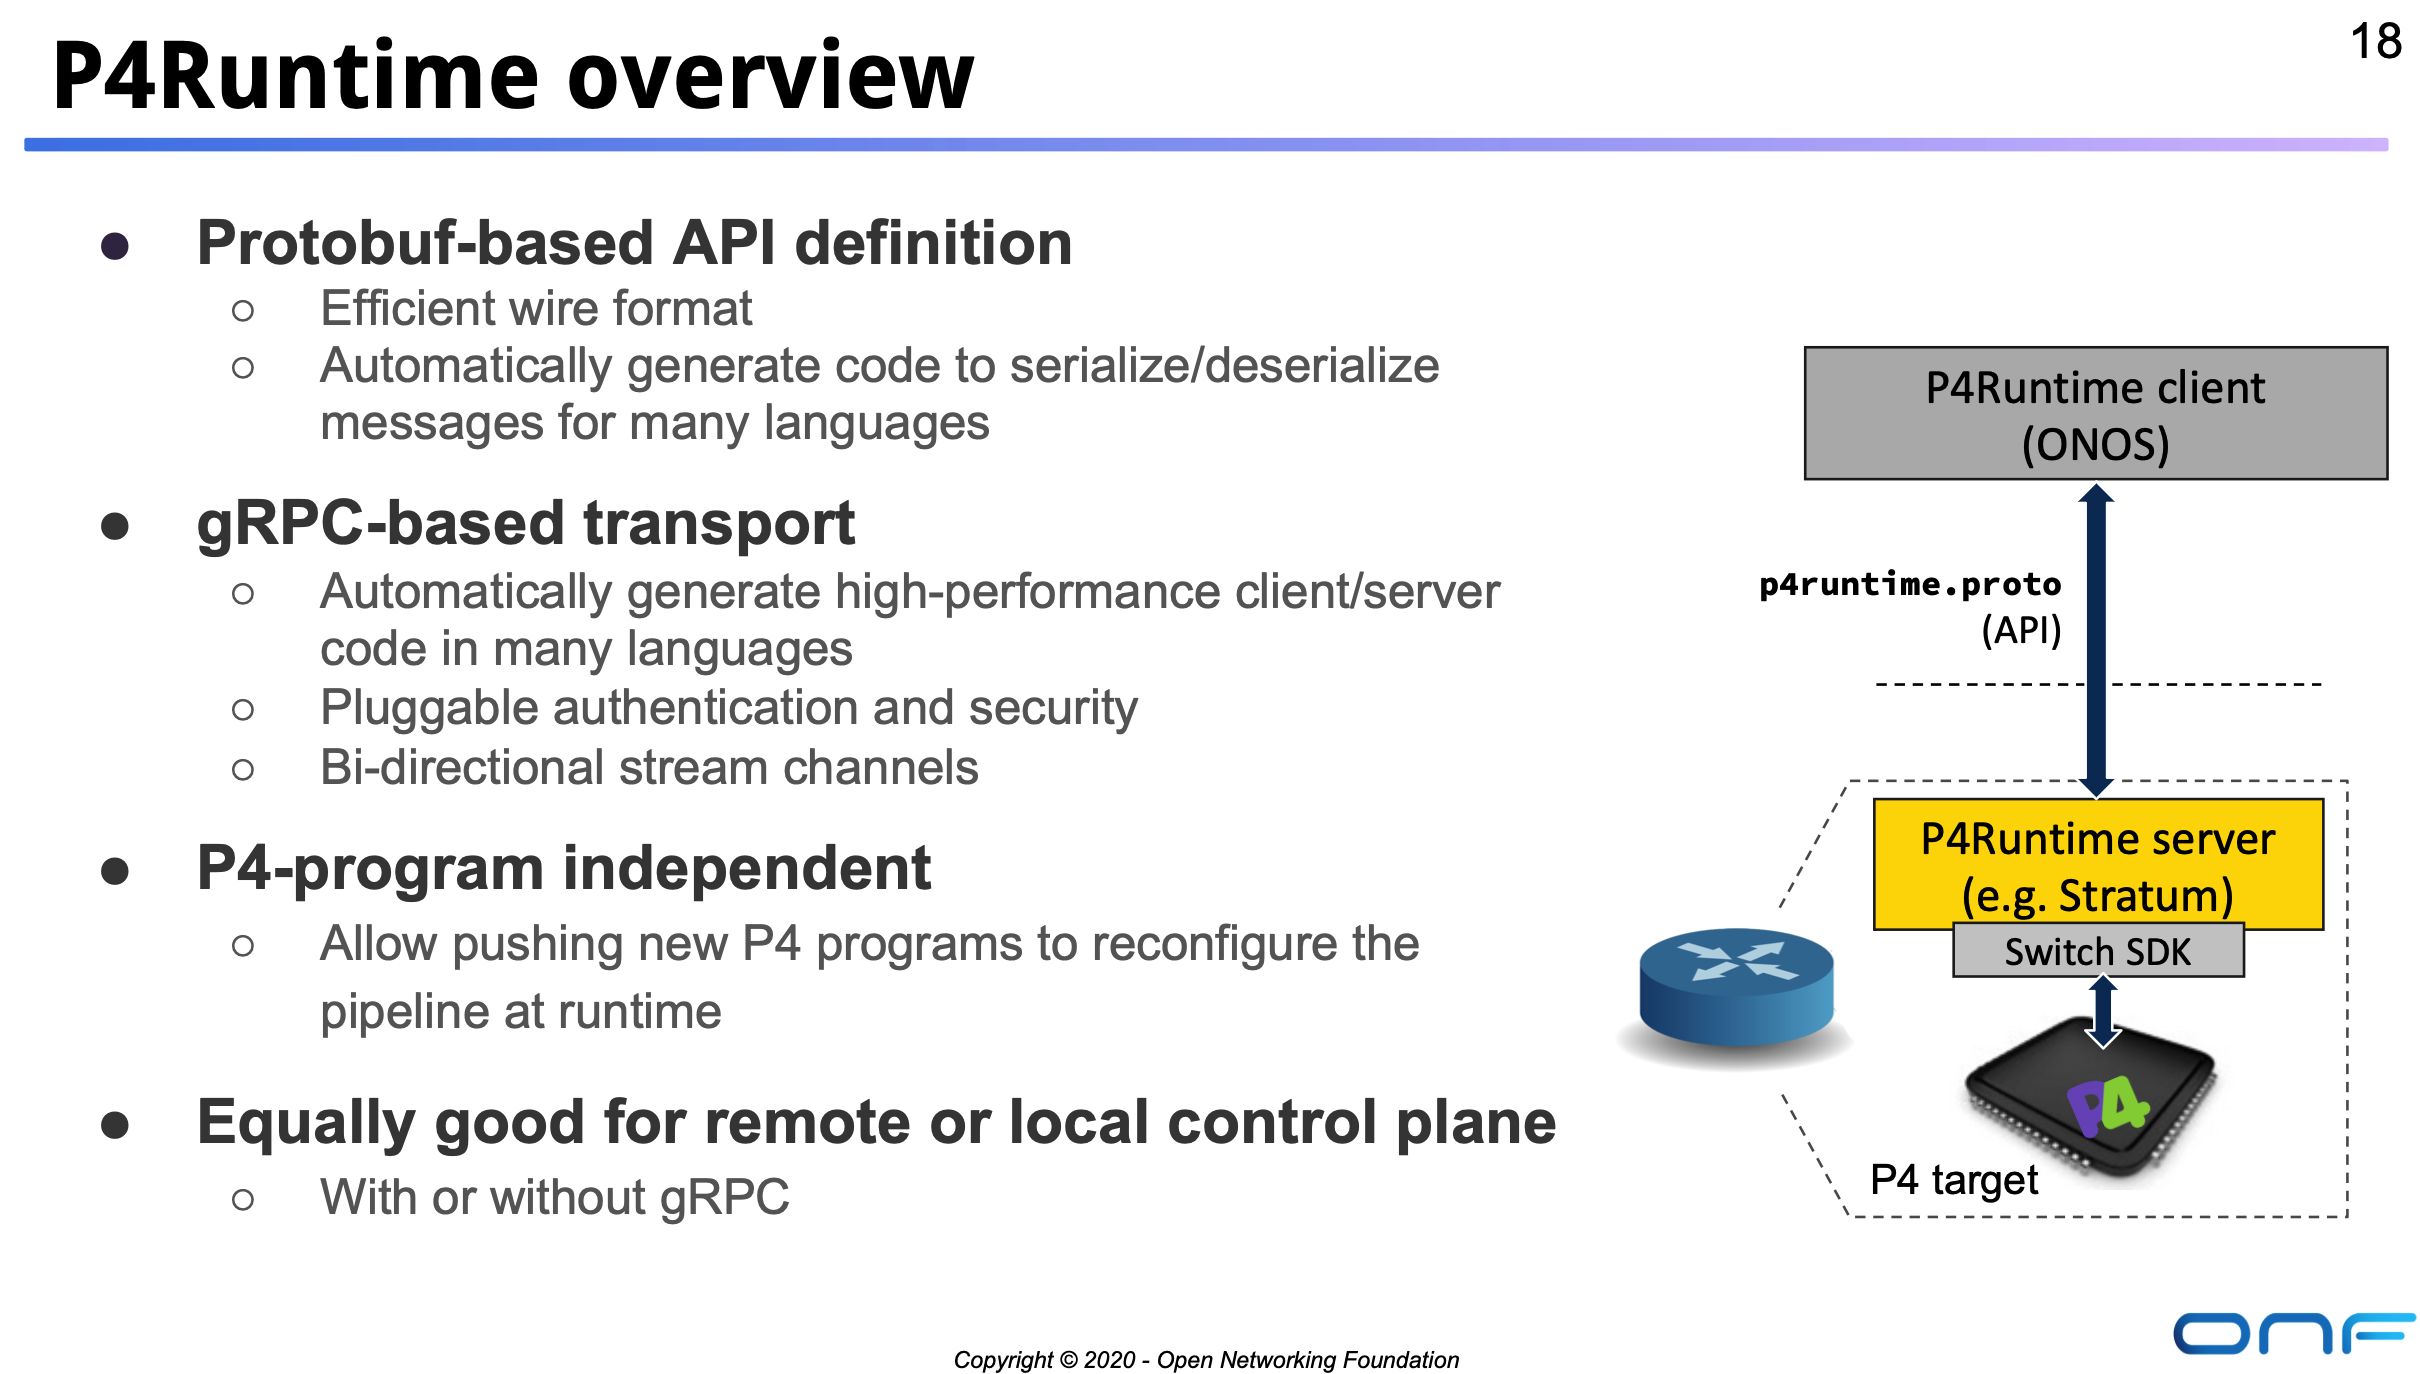 P4Runtime overview
18
● Protobuf-based API definition
○ Efficient wire format
○ Automatically generate code to serialize/deserialize
messages for many languages
● gRPC-based transport
○ Automatically generate high-performance client/server
code in many languages
○ Pluggable authentication and security
○ Bi-directional stream channels
● P4-program independent
○ Allow pushing new P4 programs to reconfigure the
pipeline at runtime
● Equally good for remote or local control plane
○ With or without gRPC
P4Runtime client
(ONOS)
p4runtime.proto
(API)
P4Runtime server
(e.g. Stratum)
Switch SDK
P4
P4 target
Copyright © 2020 - Open Networking Foundation
ONF